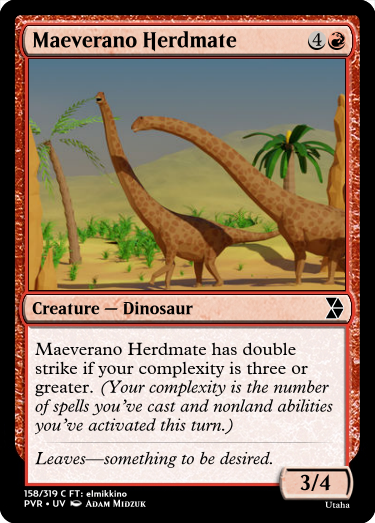 Maeverano Herdmate 4
Creature — Dinosaur
Maeverano Herdmate has double
strike if your complexity is three or
greater. (Your complexity is the number
of spells you've cast and nonland abilities
you've activated this turn.)
Leaves—something to be desired.
3/4
158/319 C FT: elmikkino
PVR • UV Adam Midzuk
Utaha